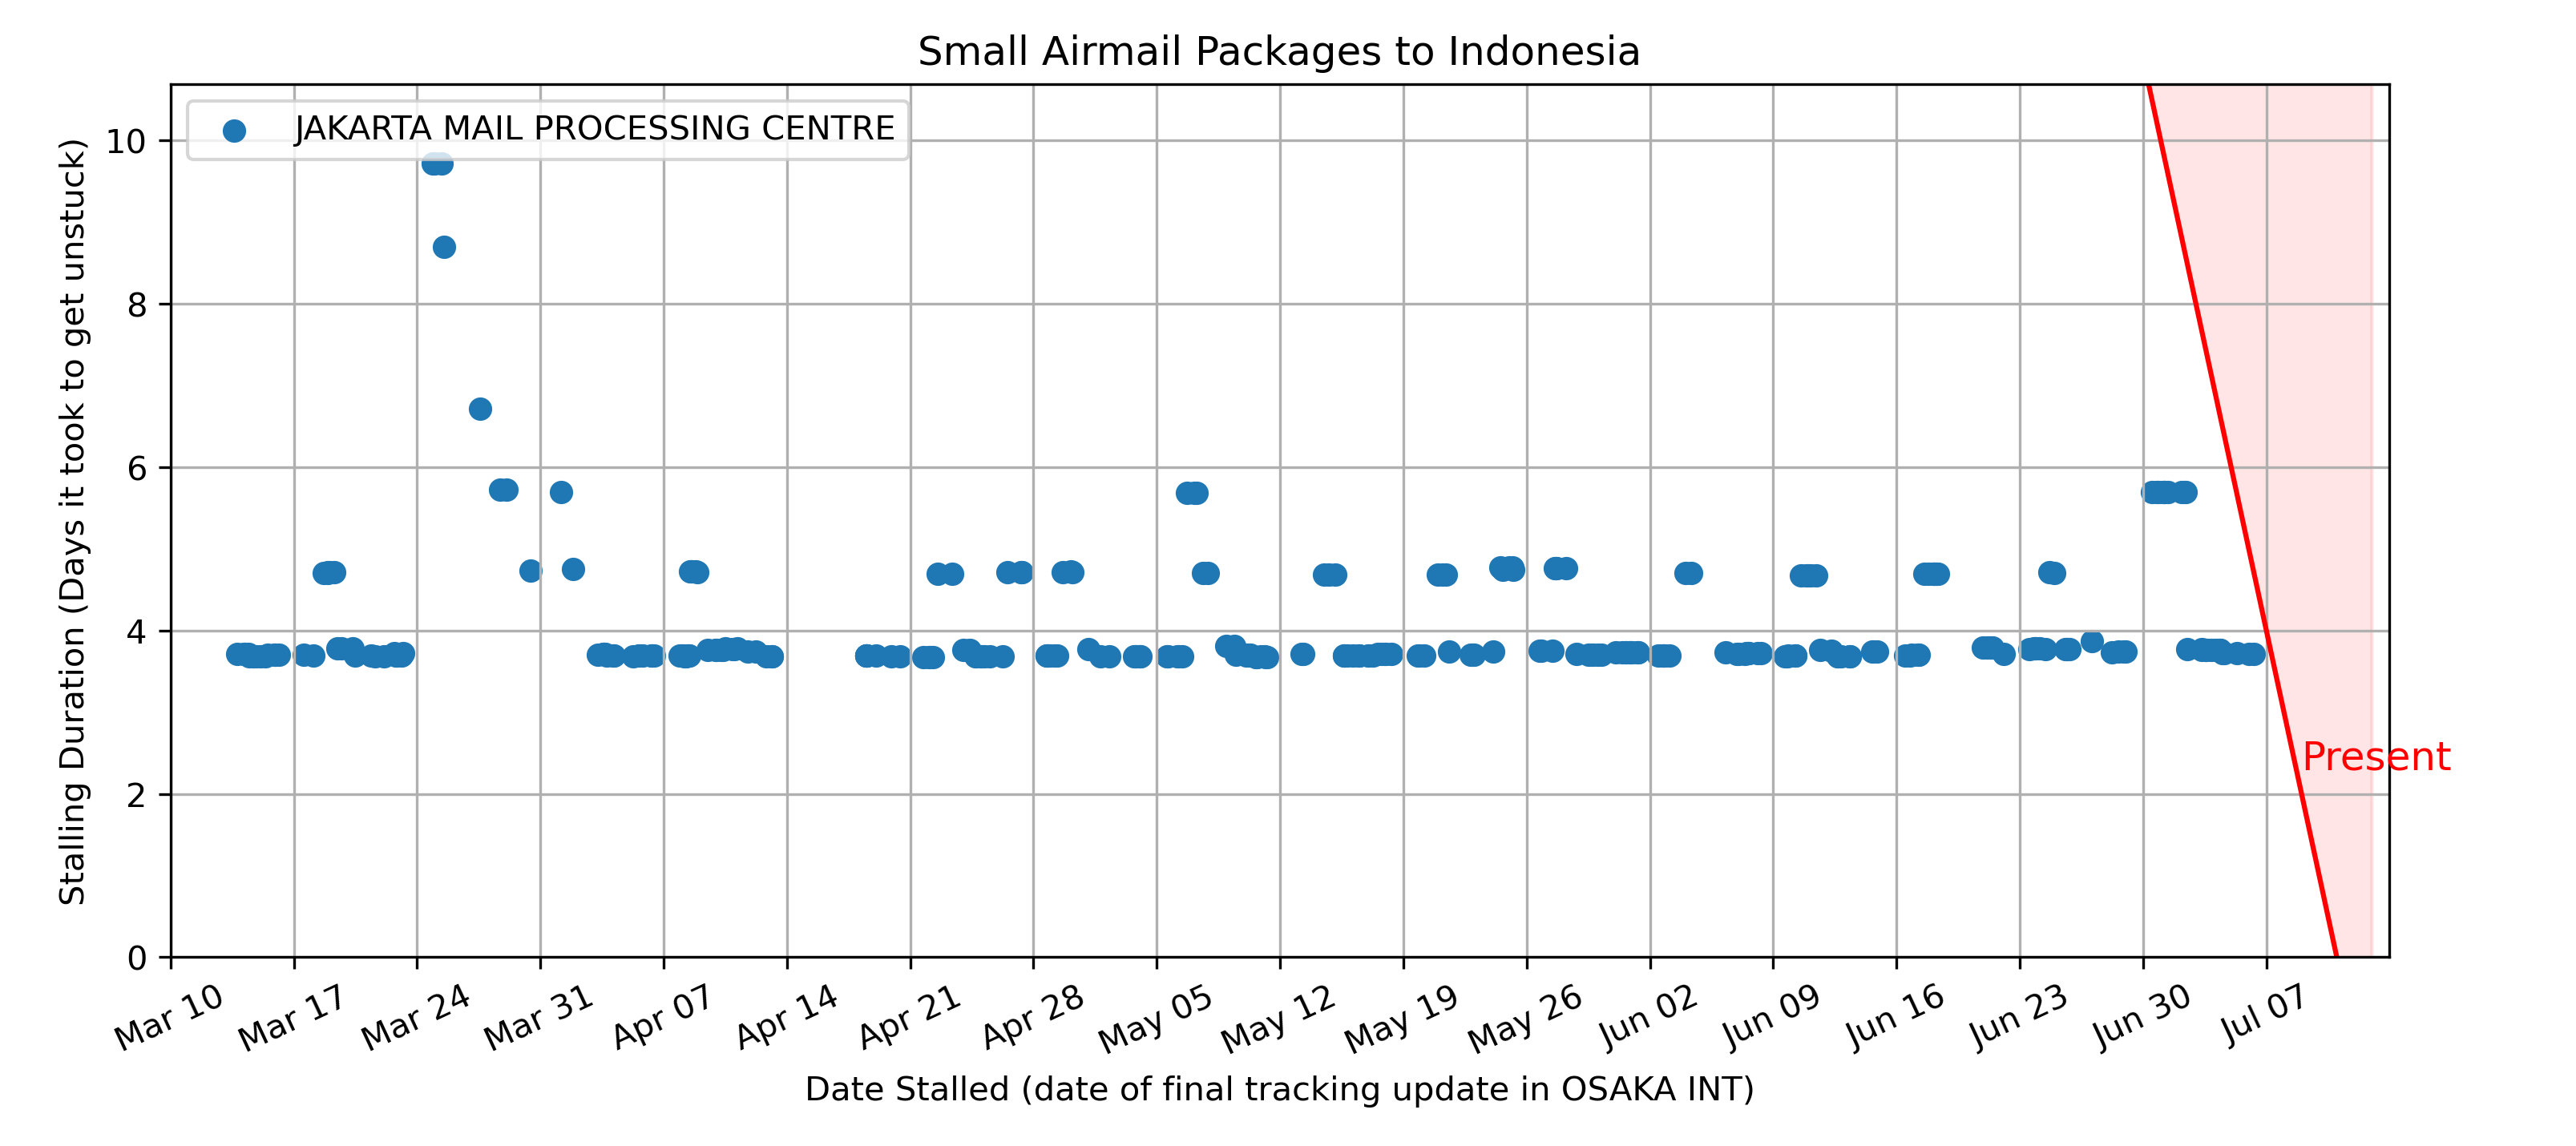 Small Airmail Packages to Indonesia
JAKARTA MAIL PROCESSING CENTRE
Stalling Duration (Days it took to get unstuck)
10
8
6
4
2
0
Present
Mar 10
Mar 17
Mar 24
Mar 31
Apr 07
Apr 14
Apr 21
Apr 28
May 05
May 12
May 19
May 26
Jun 02
Jun 09
Jun 16
Jun 23
Jun 30
Jul 07
Date Stalled (date of final tracking update in OSAKA INT)